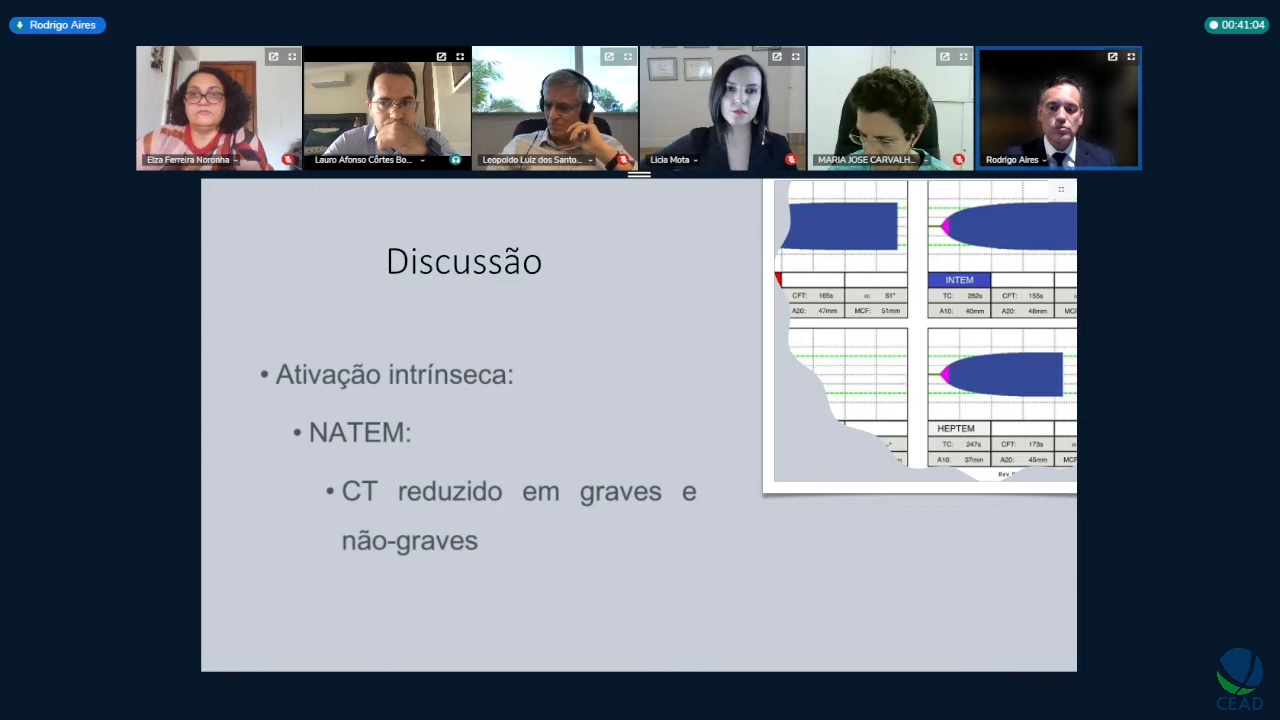 Rodrigo Aires
00:41:04
Elza Ferreira Noronha
Lauro Afonso Côrtes Bo...
Leopoldo Luiz dos Santo...
Licia Mota
MARIA JOSE CARVALH...
Rodrigo Aires
Discussão
• Ativação intrínseca:
• NATEM:
• CT reduzido em graves e
não-graves
CFT: 165s α: 61°
A20: 47mm MCF: 51mm
INTEM
TC: 262s CFT: 155s
A10: 40mm A20: 48mm
HEPTEM
TC: 247s CFT: 173s
A10: 37mm A20: 45mm
CEAD